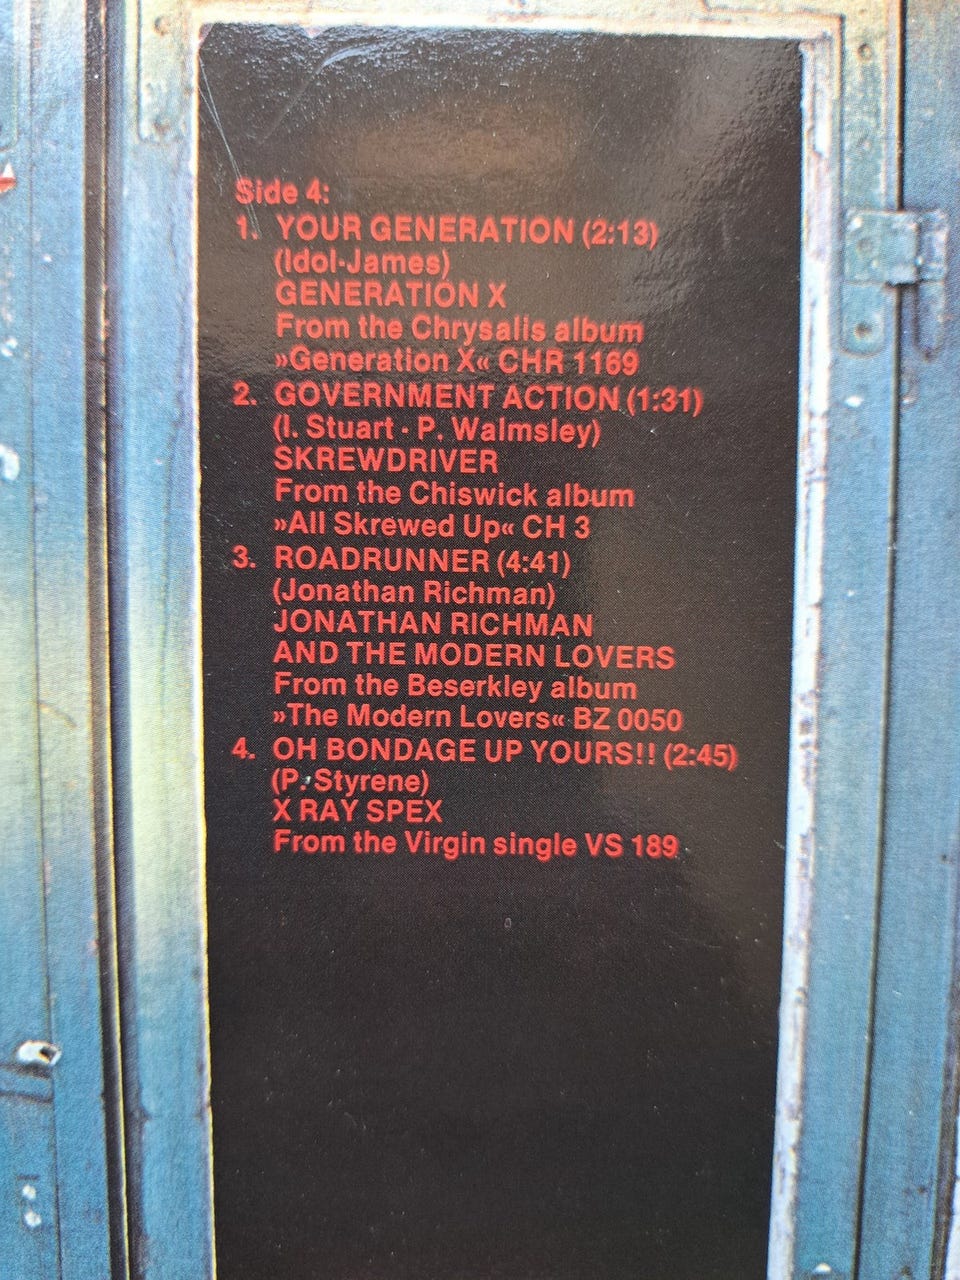 Side 4:
1. YOUR GENERATION (2:13)
(Idol-James)
GENERATION X
From the Chrysalis album
»Generation X« CHR 1169
2. GOVERNMENT ACTION (1:31)
(I. Stuart - P. Walmsley)
SKREWDRIVER
From the Chiswick album
»All Skrewed Up« CH 3
3. ROADRUNNER (4:41)
(Jonathan Richman)
JONATHAN RICHMAN
AND THE MODERN LOVERS
From the Beserkley album
»The Modern Lovers« BZ 0050
4. OH BONDAGE UP YOURS!! (2:45)
(P. Styrene)
X RAY SPEX
From the Virgin single VS 189